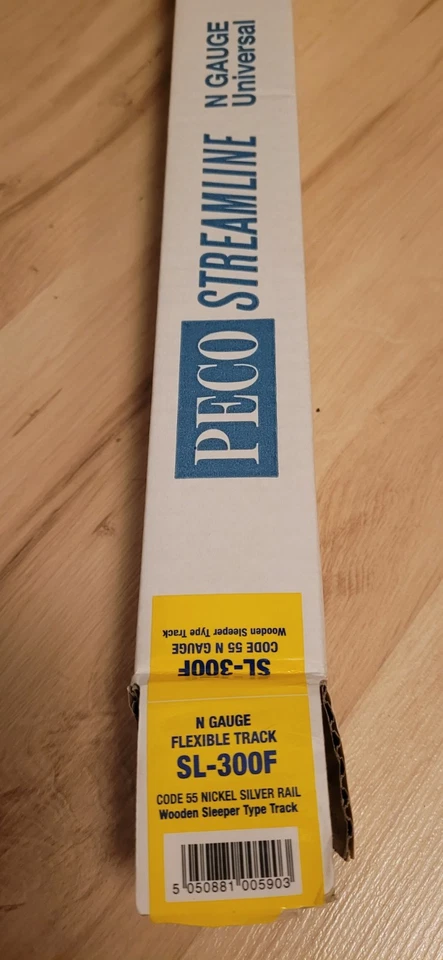 PECO STREAMLINE N GAUGE
Universal
SL-300F
CODE 55 N GAUGE
Wooden Sleeper Type Track
N GAUGE
FLEXIBLE TRACK
SL-300F
CODE 55 NICKEL SILVER RAIL
Wooden Sleeper Type Track
5 050881 005903